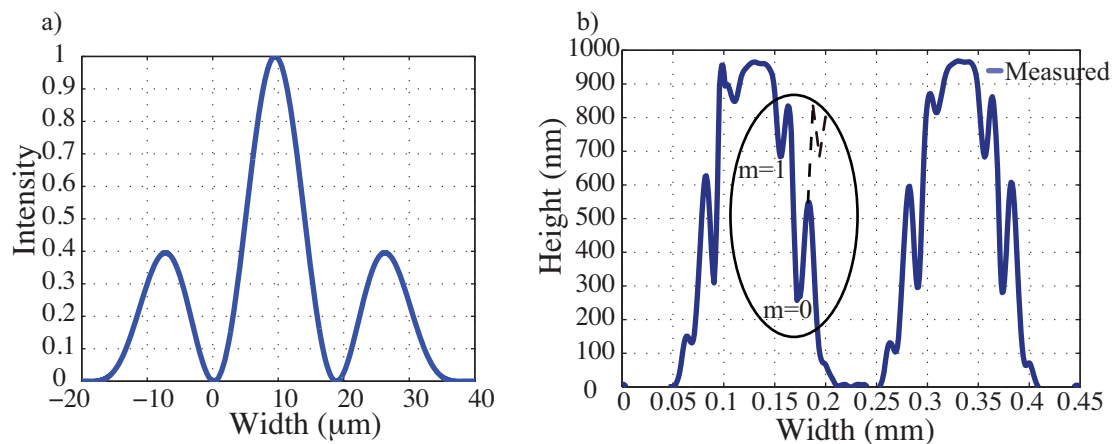 a)
1
0.9
0.8
0.7
0.6
0.5
0.4
0.3
0.2
0.1
0
Intensity
−20 −10 0 10 20 30 40
Width (μm)
b)
1000
900
800
700
600
500
400
300
200
100
0
Height (nm)
Measured
m=1
m=0
0 0.05 0.1 0.15 0.2 0.25 0.3 0.35 0.4 0.45
Width (mm)